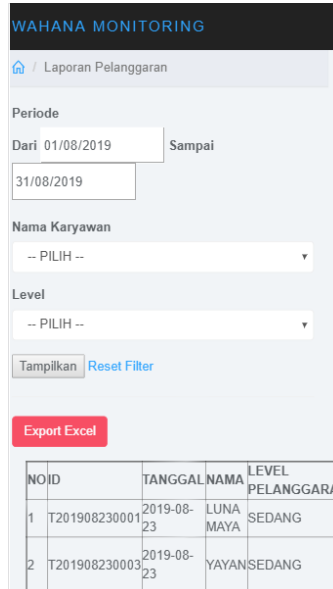 WAHANA MONITORING
/ Laporan Pelanggaran
Periode
Dari 01/08/2019 Sampai
31/08/2019
Nama Karyawan
-- PILIH --
Level
-- PILIH --
Tampilkan Reset Filter
Export Excel
NO ID TANGGAL NAMA LEVEL PELANGGARA
1 T201908230001 2019-08-23 LUNA MAYA SEDANG
2 T201908230003 2019-08-23 YAYAN SEDANG